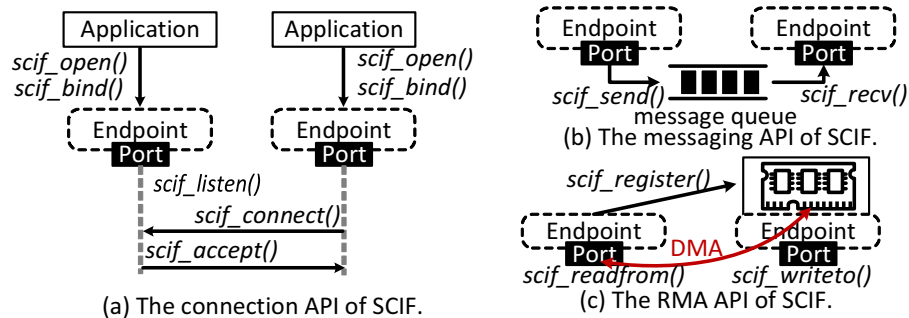 Application
Application
scif_open()
scif_bind()
scif_open()
scif_bind()
Endpoint
Port
Endpoint
Port
scif_listen()
scif_connect()
scif_accept()
(a) The connection API of SCIF.
Endpoint
Port
Endpoint
Port
scif_send()
scif_recv()
message queue
(b) The messaging API of SCIF.
scif_register()
Endpoint
Port
DMA
Endpoint
Port
scif_readfrom()
scif_writeto()
(c) The RMA API of SCIF.